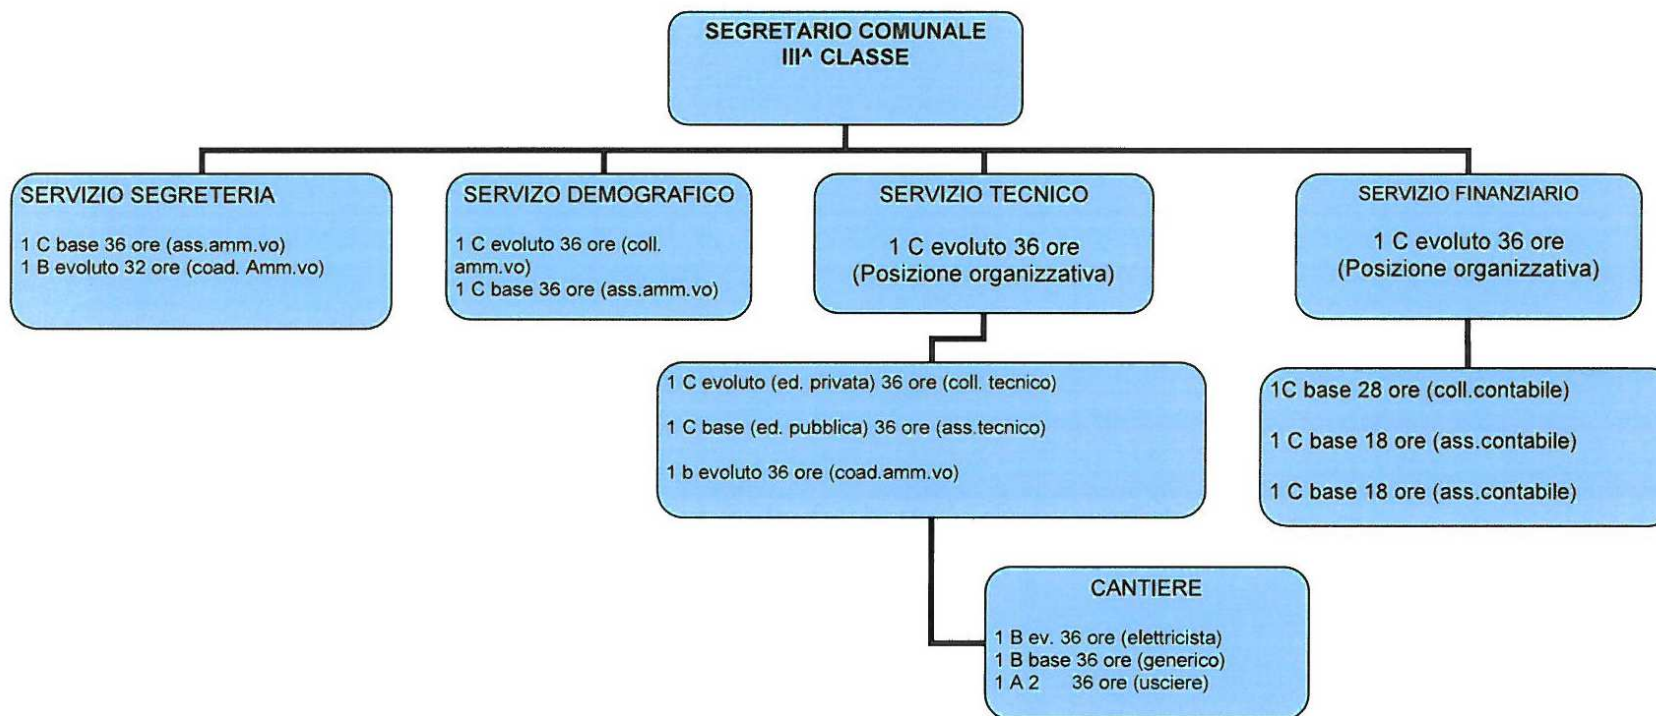 SEGRETARIO COMUNALE
III^ CLASSE
SERVIZIO SEGRETERIA
1 C base 36 ore (ass.amm.vo)
1 B evoluto 32 ore (coad. Amm.vo)
SERVIZO DEMOGRAFICO
1 C evoluto 36 ore (coll.
amm.vo)
1 C base 36 ore (ass.amm.vo)
SERVIZIO TECNICO
1 C evoluto 36 ore
(Posizione organizzativa)
SERVIZIO FINANZIARIO
1 C evoluto 36 ore
(Posizione organizzativa)
1 C evoluto (ed. privata) 36 ore (coll. tecnico)
1 C base (ed. pubblica) 36 ore (ass.tecnico)
1 b evoluto 36 ore (coad.amm.vo)
1C base 28 ore (coll.contabile)
1 C base 18 ore (ass.contabile)
1 C base 18 ore (ass.contabile)
CANTIERE
1 B ev. 36 ore (elettricista)
1 B base 36 ore (generico)
1 A 2 36 ore (usciere)